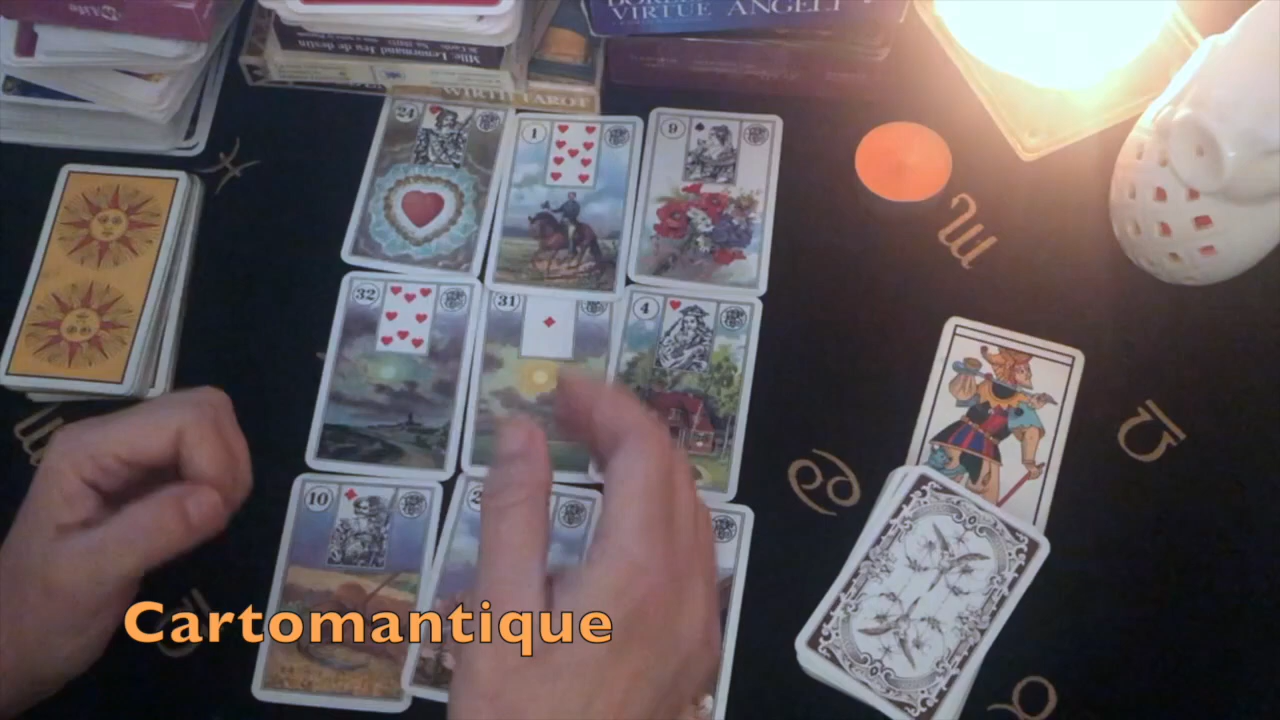 VIRTUE ANGEL
Mlle. Lenormand Jeu de destin
WIRTH TAROT
24
1
9
32
31
4
10
Cartomantique